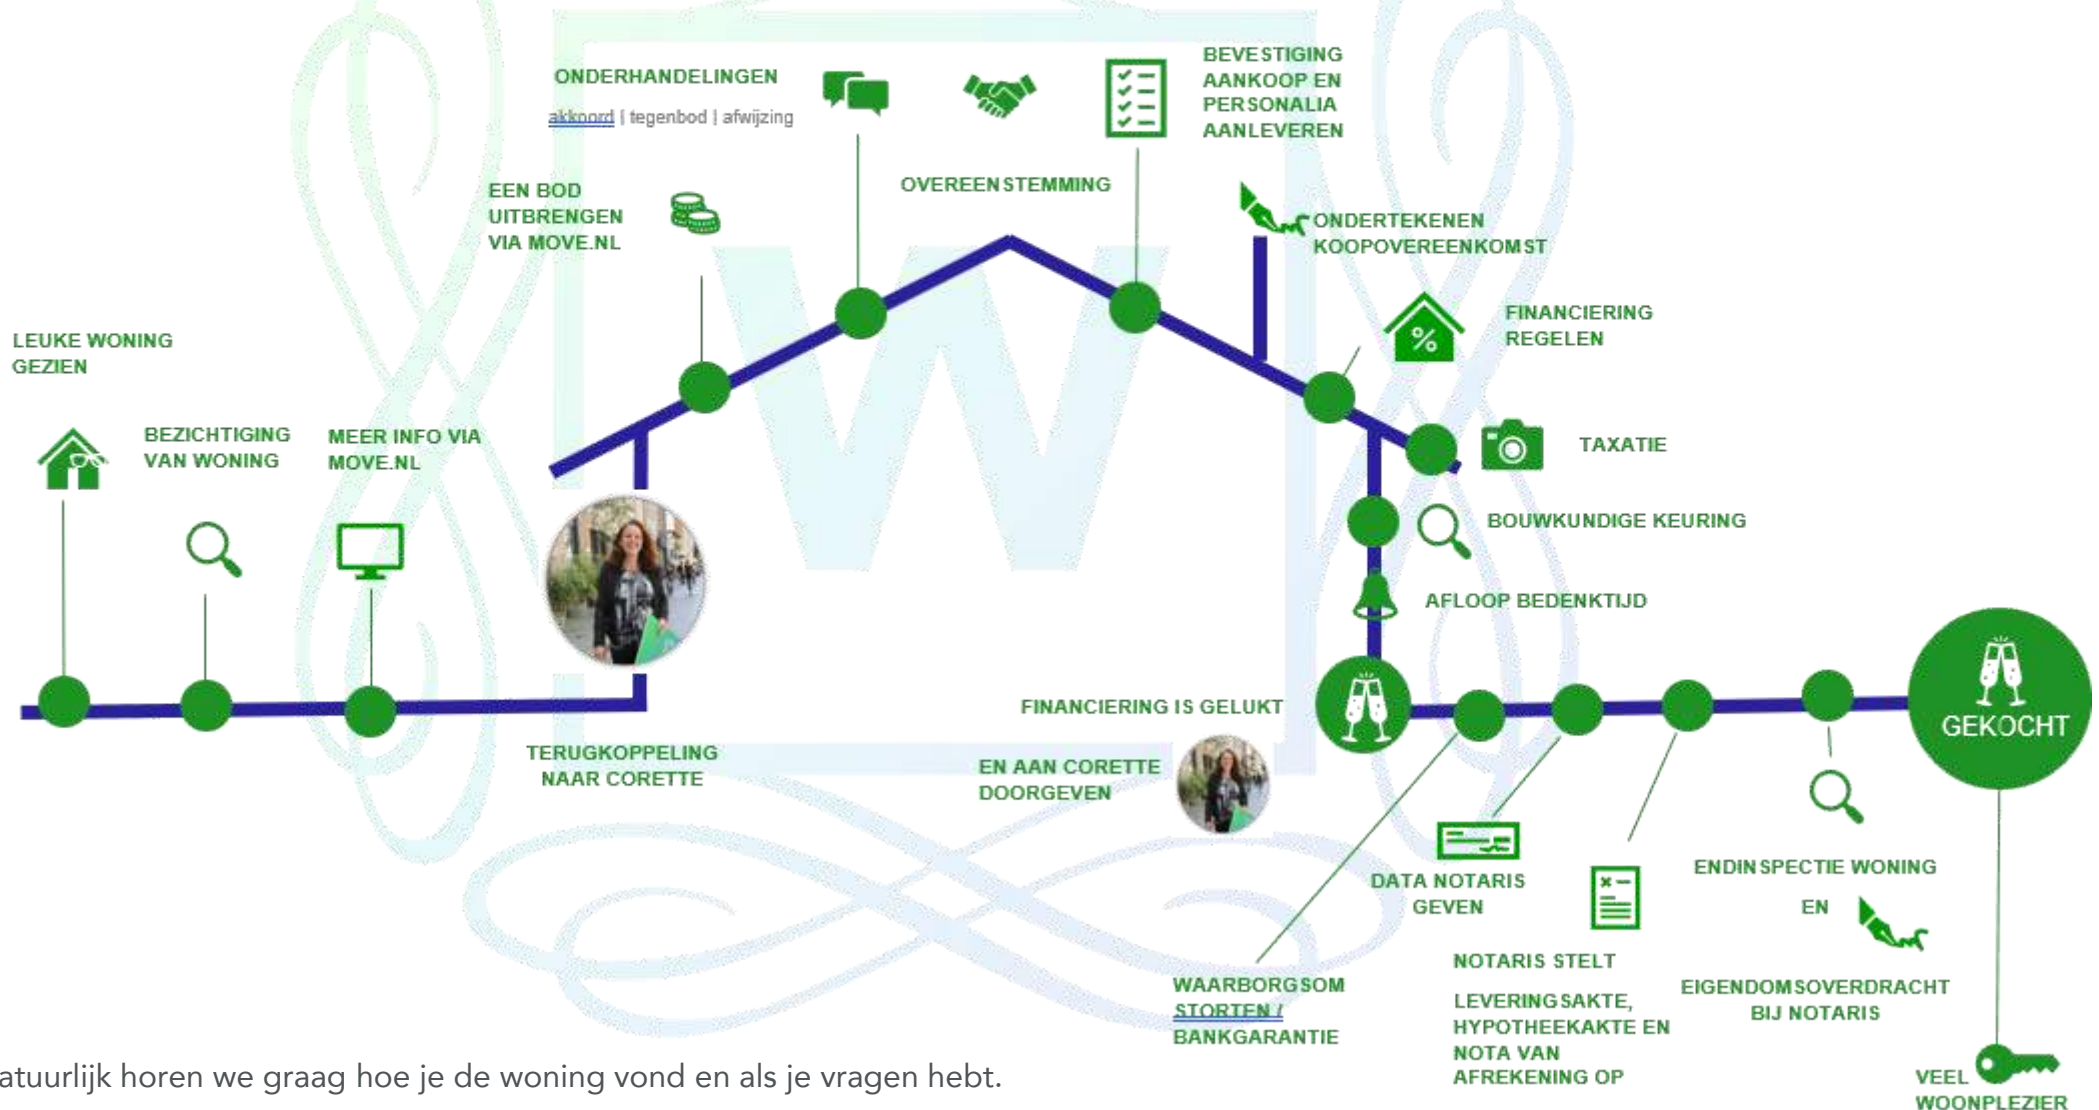 LEUKE WONING
GEZIEN
BEZICHTIGING
VAN WONING
MEER INFO VIA
MOVE.NL
TERUGKOPPELING
NAAR CORETTE
EEN BOD
UITBRENGEN
VIA MOVE.NL
ONDERHANDELINGEN
akkoord | tegenbod | afwijzing
OVEREENSTEMMING
BEVESTIGING
AANKOOP EN
PERSONALIA
AANLEVEREN
ONDERTEKENEN
KOOPOVEREENKOMST
FINANCIERING
REGELEN
TAXATIE
BOUWKUNDIGE KEURING
AFLOOP BEDENKTIJD
FINANCIERING IS GELUKT
EN AAN CORETTE
DOORGEVEN
WAARBORGSOM
STORTEN /
BANKGARANTIE
DATA NOTARIS
GEVEN
NOTARIS STELT
LEVERINGSAKTE,
HYPOTHEEKAKTE EN
NOTA VAN
AFREKENING OP
ENDINSPECTIE WONING
EN
EIGENDOMSOVERDRACHT
BIJ NOTARIS
GEKOCHT
VEEL
WOONPLEZIER
W
atuurlijk horen we graag hoe je de woning vond en als je vragen hebt.